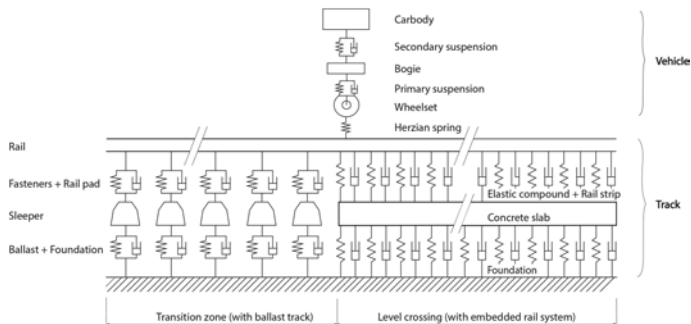 Carbody
Secondary suspension
Bogie
Vehicle
Primary suspension
Wheelset
Herzian spring
Rail
Fasteners + Rail pad
Elastic compound + Rail strip
Sleeper
Concrete slab
Track
Ballast + Foundation
Foundation
Transition zone (with ballast track)
Level crossing (with embedded rail system)